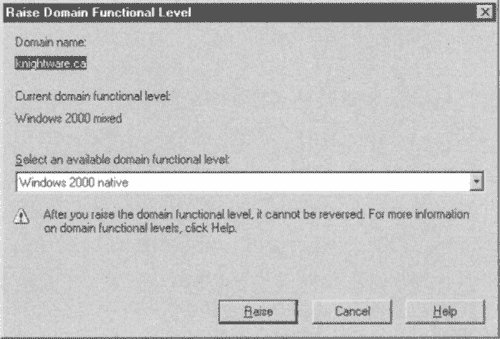 Raise Domain Functional Level
Domain name:
knightware.ca
Current domain functional level:
Windows 2000 mixed
Select an available domain functional level:
Windows 2000 native
After you raise the domain functional level, it cannot be reversed. For more information
on domain functional levels, click Help.
Raise
Cancel
Help